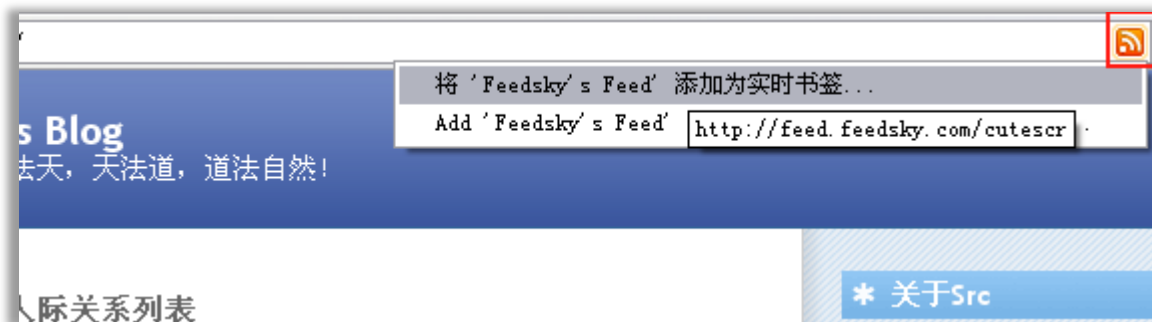 将 'Feedsky's Feed' 添加为实时书签...
Add 'Feedsky's Feed'
http://feed.feedsky.com/cutescr
s Blog
法天，天法道，道法自然！
人际关系列表
* 关于Src